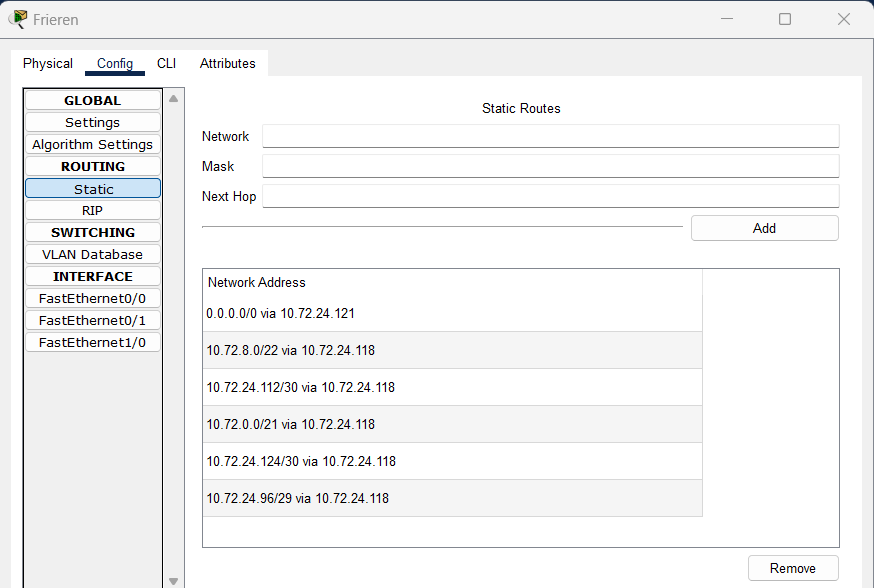 Frieren
Physical Config CLI Attributes
GLOBAL
Settings
Algorithm Settings
ROUTING
Static
RIP
SWITCHING
VLAN Database
INTERFACE
FastEthernet0/0
FastEthernet0/1
FastEthernet1/0
Static Routes
Network
Mask
Next Hop
Add
Network Address
0.0.0.0/0 via 10.72.24.121
10.72.8.0/22 via 10.72.24.118
10.72.24.112/30 via 10.72.24.118
10.72.0.0/21 via 10.72.24.118
10.72.24.124/30 via 10.72.24.118
10.72.24.96/29 via 10.72.24.118
Remove